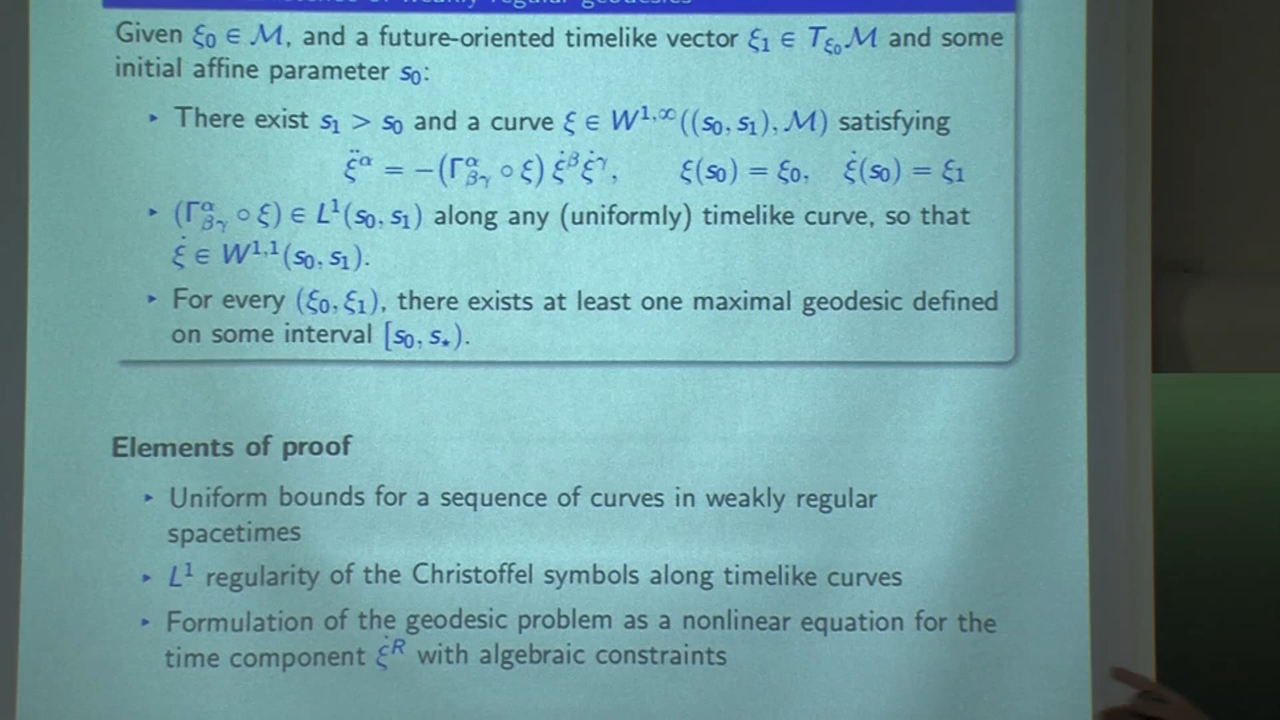 of weakly regular geodesics
Given ξ₀ ∈ ℳ, and a future-oriented timelike vector ξ₁ ∈ T_{ξ₀}ℳ and some
initial affine parameter s₀:
‣ There exist s₁ > s₀ and a curve ξ ∈ W^{1,∞}((s₀, s₁), ℳ) satisfying
ξ̈^α = −(Γ^α_{βγ} ∘ ξ) ξ̇^β ξ̇^γ, ξ(s₀) = ξ₀, ξ̇(s₀) = ξ₁
‣ (Γ^α_{βγ} ∘ ξ) ∈ L¹(s₀, s₁) along any (uniformly) timelike curve, so that
ξ̇ ∈ W^{1,1}(s₀, s₁).
‣ For every (ξ₀, ξ₁), there exists at least one maximal geodesic defined
on some interval [s₀, s⋆).
Elements of proof
‣ Uniform bounds for a sequence of curves in weakly regular
spacetimes
‣ L¹ regularity of the Christoffel symbols along timelike curves
‣ Formulation of the geodesic problem as a nonlinear equation for the
time component ξ̇^R with algebraic constraints